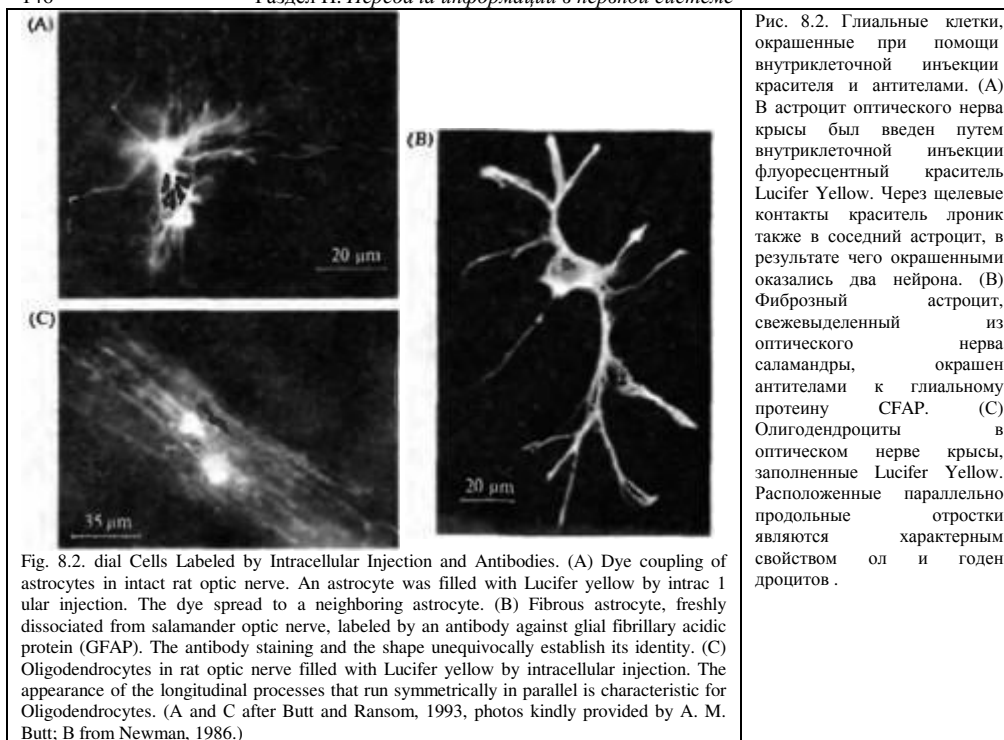 Раздел II. Передача информации в нервной системе
(A)
20 μm
(B)
20 μm
(C)
35 μm
Fig. 8.2. dial Cells Labeled by Intracellular Injection and Antibodies. (A) Dye coupling of
astrocytes in intact rat optic nerve. An astrocyte was filled with Lucifer yellow by intrac 1
ular injection. The dye spread to a neighboring astrocyte. (B) Fibrous astrocyte, freshly
dissociated from salamander optic nerve, labeled by an antibody against glial fibrillary acidic
protein (GFAP). The antibody staining and the shape unequivocally establish its identity. (C)
Oligodendrocytes in rat optic nerve filled with Lucifer yellow by intracellular injection. The
appearance of the longitudinal processes that run symmetrically in parallel is characteristic for
Oligodendrocytes. (A and C after Butt and Ransom, 1993, photos kindly provided by A. M.
Butt; B from Newman, 1986.)
Рис. 8.2. Глиальные клетки,
окрашенные при помощи
внутриклеточной инъекции
красителя и антителами. (A)
В астроцит оптического нерва
крысы был введен путем
внутриклеточной инъекции
флуоресцентный краситель
Lucifer Yellow. Через щелевые
контакты краситель лроник
также в соседний астроцит, в
результате чего окрашенными
оказались два нейрона. (B)
Фиброзный астроцит,
свежевыделенный из
оптического нерва
саламандры, окрашен
антителами к глиальному
протеину CFAP. (C)
Олигодендроциты в
оптическом нерве крысы,
заполненные Lucifer Yellow.
Расположенные параллельно
продольные отростки
являются характерным
свойством ол и годен
дроцитов .